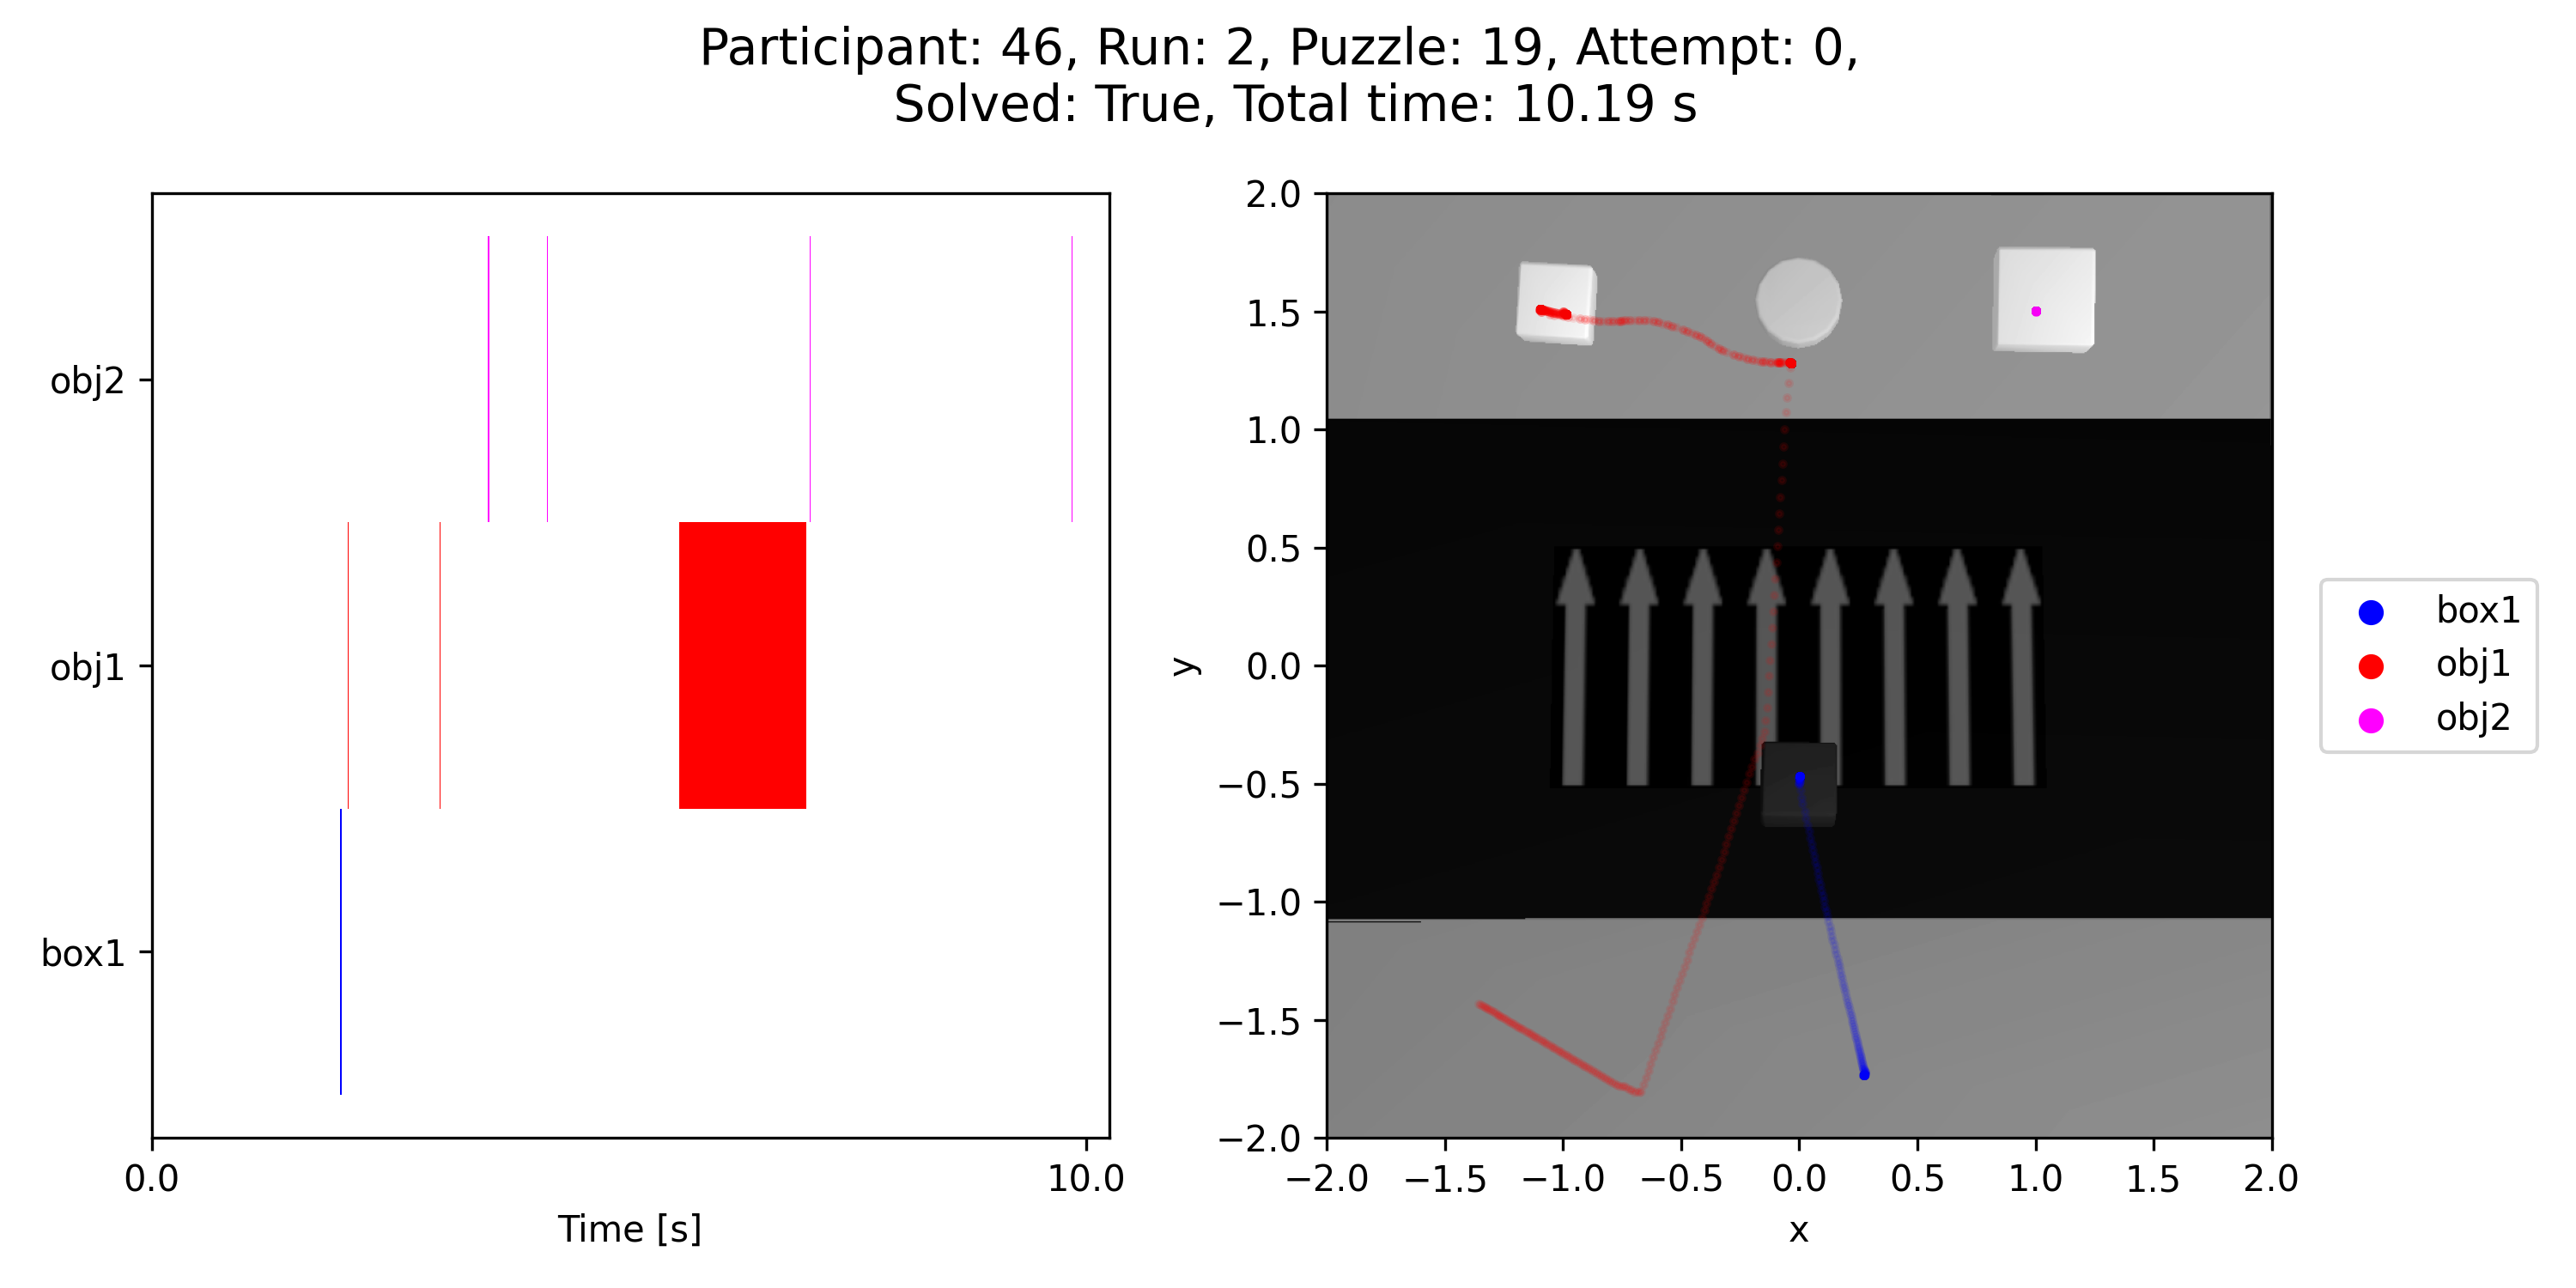 Participant: 46, Run: 2, Puzzle: 19, Attempt: 0,
Solved: True, Total time: 10.19 s
obj2
obj1
box1
0.0
10.0
Time [s]
2.0
1.5
1.0
0.5
0.0
−0.5
−1.0
−1.5
−2.0
y
−2.0
−1.5
−1.0
−0.5
0.0
0.5
1.0
1.5
2.0
x
box1
obj1
obj2